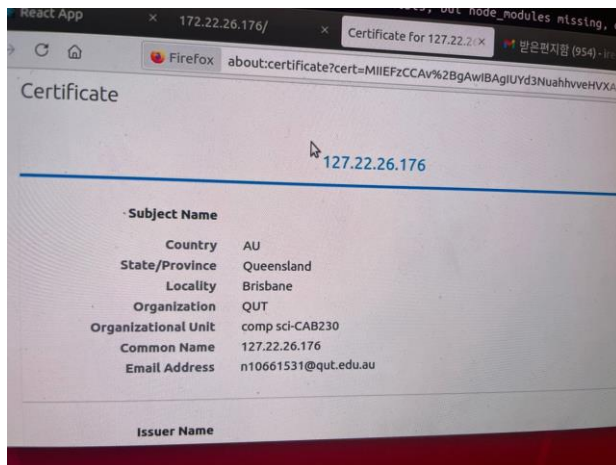 but node_modules missing,
React App × 172.22.26.176/ × Certificate for 127.22.2 × 받은편지함 (954) -
Firefox about:certificate?cert=MIIEFzCCAv%2BgAwIBAgIUYd3NuahhvveHVXA
Certificate
127.22.26.176
Subject Name
Country AU
State/Province Queensland
Locality Brisbane
Organization QUT
Organizational Unit comp sci-CAB230
Common Name 127.22.26.176
Email Address n10661531@qut.edu.au
Issuer Name